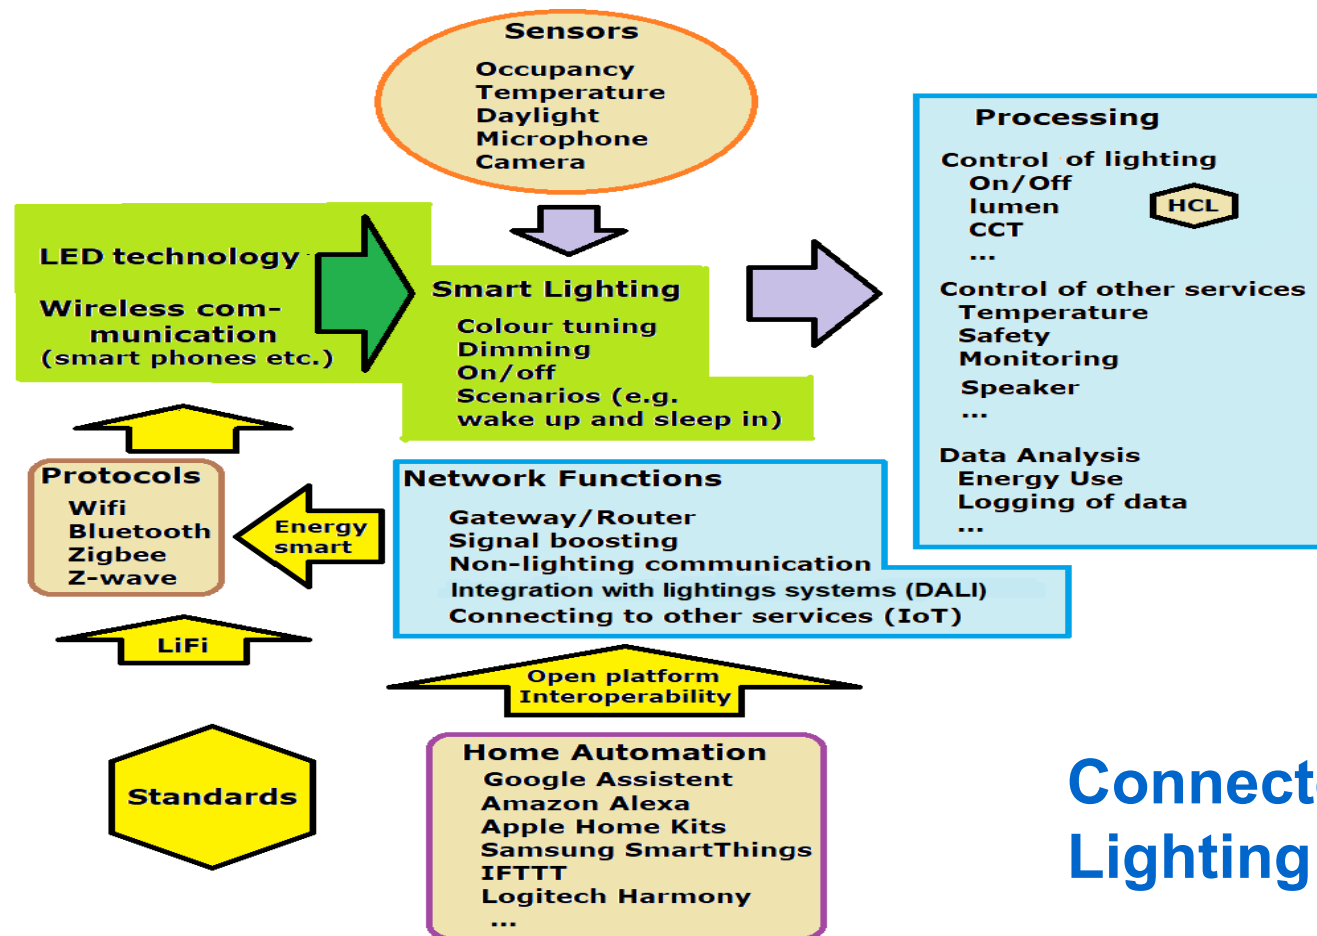 Sensors
Occupancy
Temperature
Daylight
Microphone
Camera
Processing
Control of lighting
On/Off
lumen
CCT
...
HCL
Control of other services
Temperature
Safety
Monitoring
Speaker
...
Data Analysis
Energy Use
Logging of data
...
LED technology
Wireless com-
munication
(smart phones etc.)
Smart Lighting
Colour tuning
Dimming
On/off
Scenarios (e.g.
wake up and sleep in)
Protocols
Wifi
Bluetooth
Zigbee
Z-wave
Energy
smart
Network Functions
Gateway/Router
Signal boosting
Non-lighting communication
Integration with lightings systems (DALI)
Connecting to other services (IoT)
LiFi
Open platform
Interoperability
Standards
Home Automation
Google Assistent
Amazon Alexa
Apple Home Kits
Samsung SmartThings
IFTTT
Logitech Harmony
...
Lighting